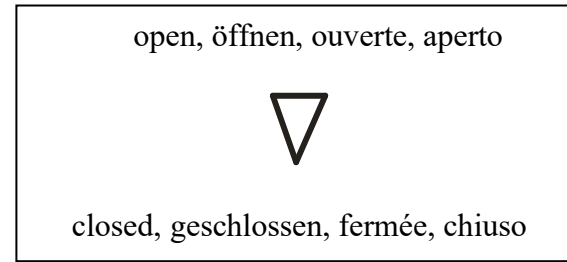 open, öffnen, ouverte, aperto
closed, geschlossen, fermée, chiuso